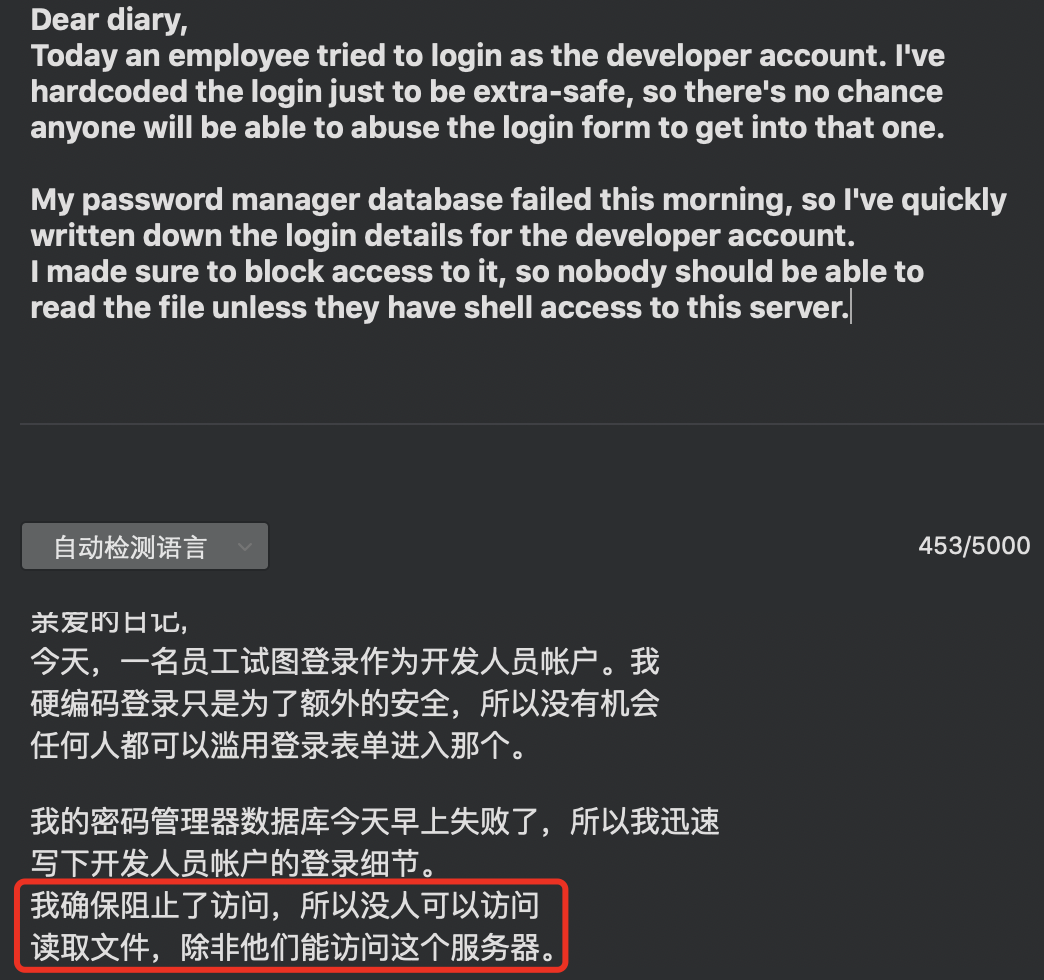 Dear diary,
Today an employee tried to login as the developer account. I've
hardcoded the login just to be extra-safe, so there's no chance
anyone will be able to abuse the login form to get into that one.
My password manager database failed this morning, so I've quickly
written down the login details for the developer account.
I made sure to block access to it, so nobody should be able to
read the file unless they have shell access to this server.
自动检测语言
453/5000
亲爱的日记,
今天，一名员工试图登录作为开发人员帐户。我
硬编码登录只是为了额外的安全，所以没有机会
任何人都可以滥用登录表单进入那个。
我的密码管理器数据库今天早上失败了，所以我迅速
写下开发人员帐户的登录细节。
我确保阻止了访问，所以没人可以访问
读取文件，除非他们能访问这个服务器。